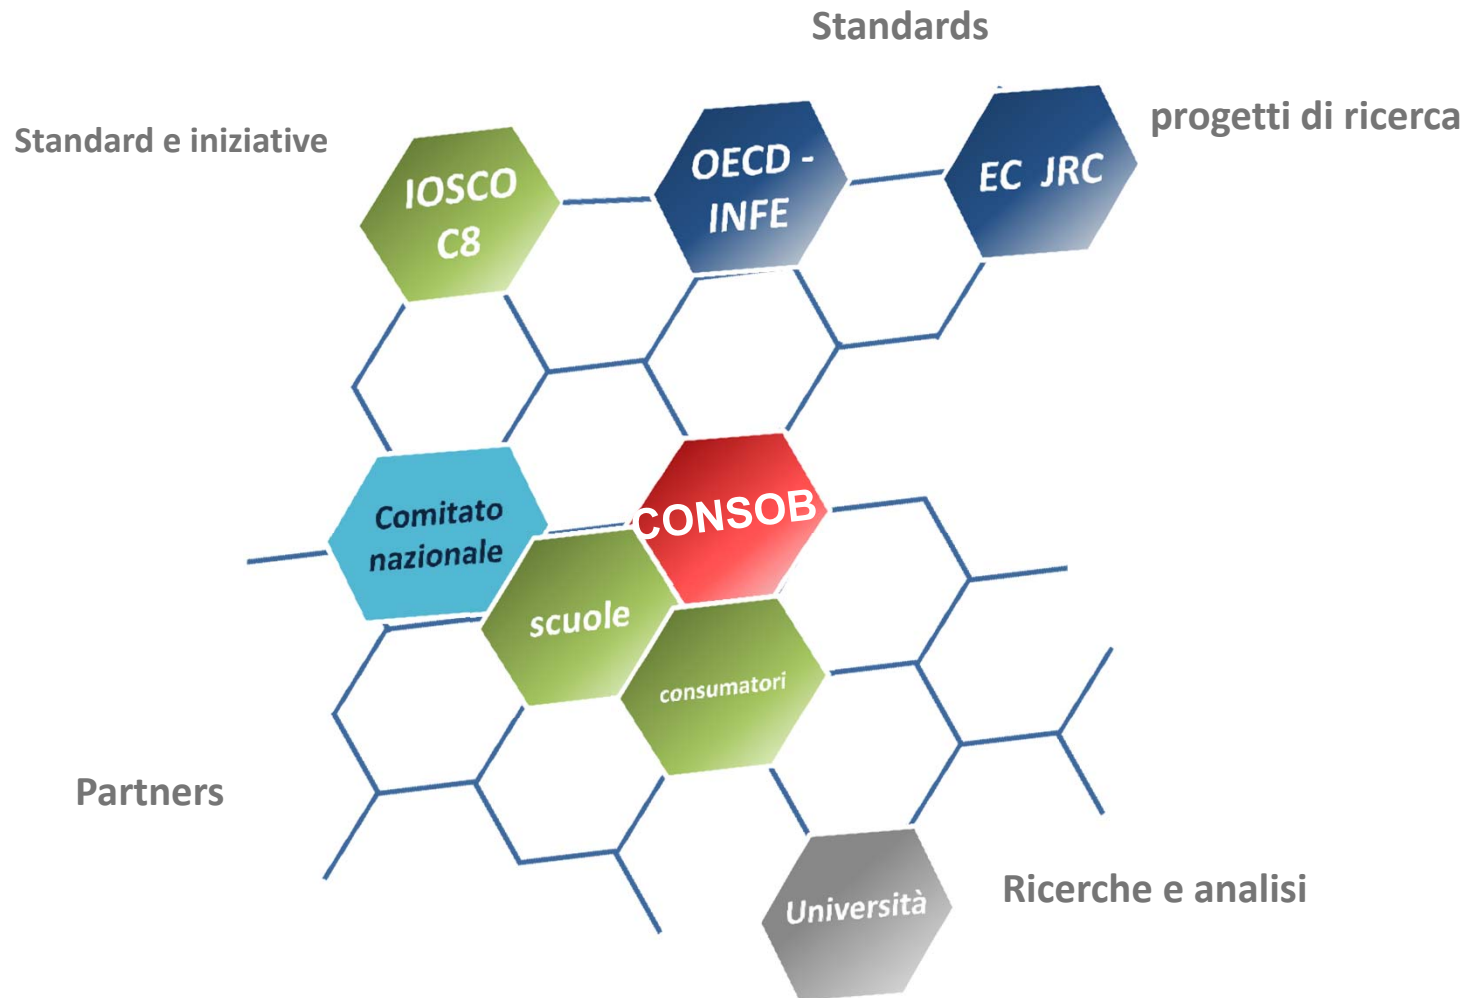 Standards
Standard e iniziative
progetti di ricerca
IOSCO
C8
OECD -
INFE
EC JRC
Comitato
nazionale
CONSOB
scuole
consumatori
Partners
Università
Ricerche e analisi